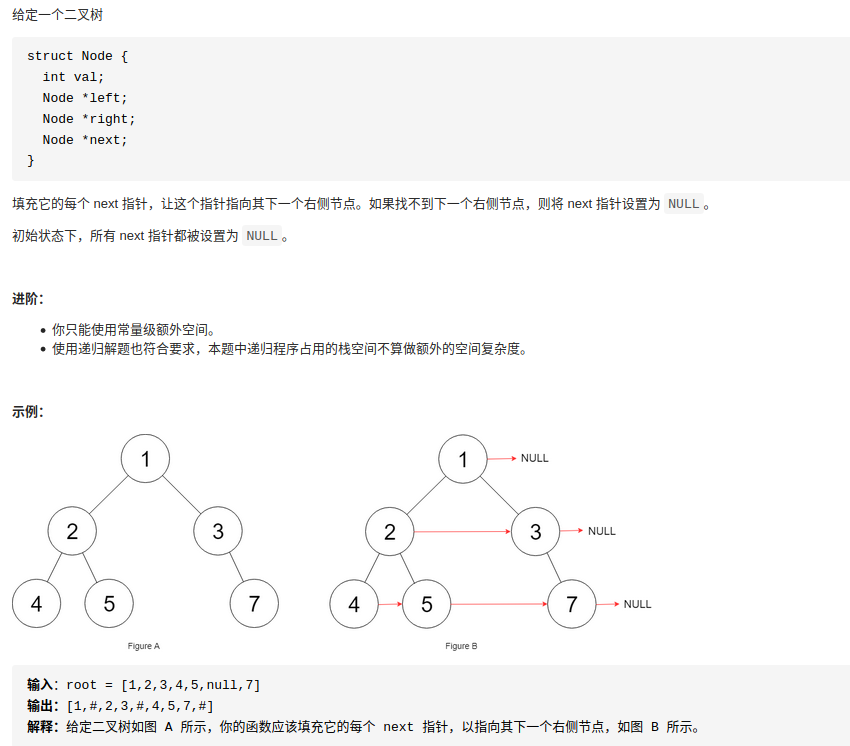 给定一个二叉树
struct Node {
  int val;
  Node *left;
  Node *right;
  Node *next;
}
填充它的每个 next 指针，让这个指针指向其下一个右侧节点。如果找不到下一个右侧节点，则将 next 指针设置为 NULL 。
初始状态下，所有 next 指针都被设置为 NULL 。
进阶：
• 你只能使用常量级额外空间。
• 使用递归解题也符合要求，本题中递归程序占用的栈空间不算做额外的空间复杂度。
示例：
1 1 NULL
2 3 2 3 NULL
4 5 7 4 5 7 NULL
Figure A Figure B
输入：root = [1,2,3,4,5,null,7]
输出：[1,#,2,3,#,4,5,7,#]
解释：给定二叉树如图 A 所示，你的函数应该填充它的每个 next 指针，以指向其下一个右侧节点，如图 B 所示。